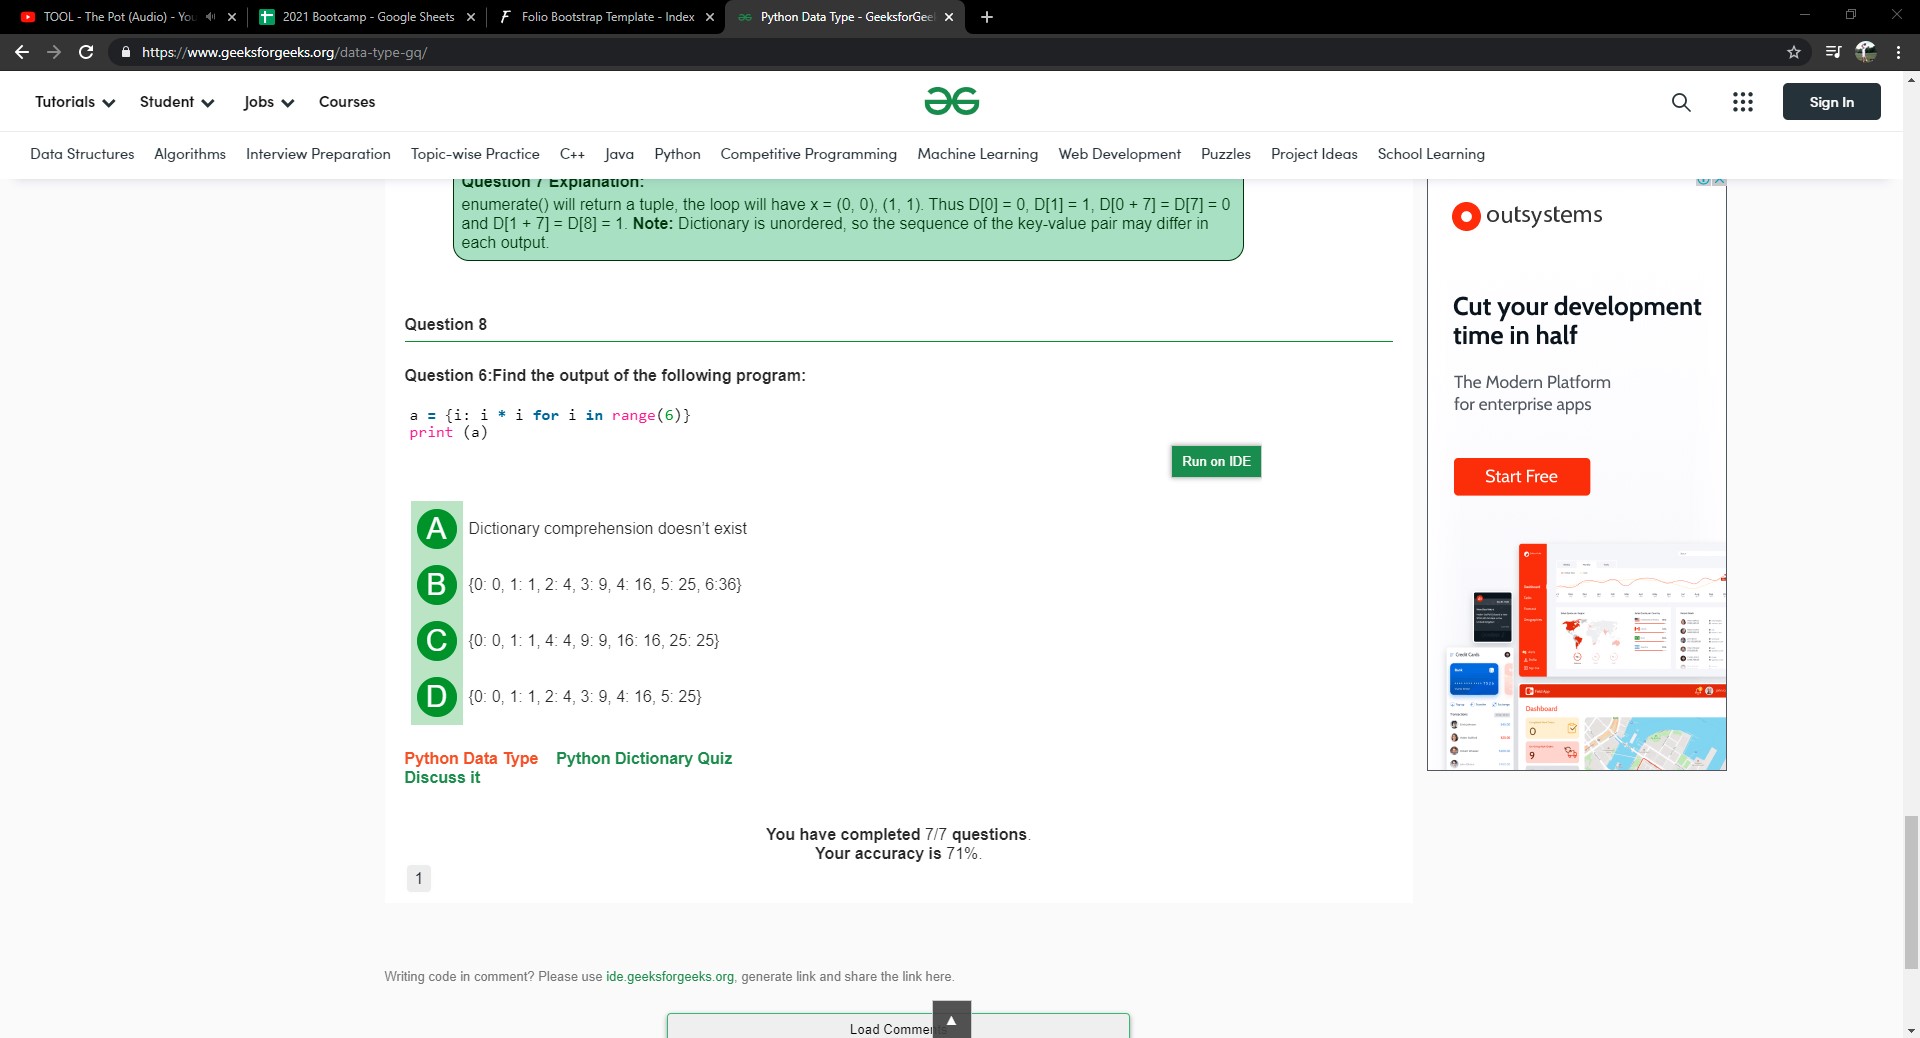 TOOL - The Pot (Audio) - You
2021 Bootcamp - Google Sheets
Folio Bootstrap Template - Index
Python Data Type - GeeksforGeel
https://www.geeksforgeeks.org/data-type-gq/
Tutorials Student Jobs Courses
Sign In
Data Structures Algorithms Interview Preparation Topic-wise Practice C++ Java Python Competitive Programming Machine Learning Web Development Puzzles Project Ideas School Learning
Question 7 Explanation:
enumerate() will return a tuple, the loop will have x = (0, 0), (1, 1). Thus D[0] = 0, D[1] = 1, D[0 + 7] = D[7] = 0
and D[1 + 7] = D[8] = 1. Note: Dictionary is unordered, so the sequence of the key-value pair may differ in
each output.
Question 8
Question 6:Find the output of the following program:
a = {i: i * i for i in range(6)}
print (a)
Run on IDE
A Dictionary comprehension doesn't exist
B {0: 0, 1: 1, 2: 4, 3: 9, 4: 16, 5: 25, 6:36}
C {0: 0, 1: 1, 4: 4, 9: 9, 16: 16, 25: 25}
D {0: 0, 1: 1, 2: 4, 3: 9, 4: 16, 5: 25}
Python Data Type Python Dictionary Quiz
Discuss it
You have completed 7/7 questions.
Your accuracy is 71%.
1
Writing code in comment? Please use ide.geeksforgeeks.org, generate link and share the link here.
Load Comments
outsystems
Cut your development
time in half
The Modern Platform
for enterprise apps
Start Free
Credit Cards
Dashboard
0
9